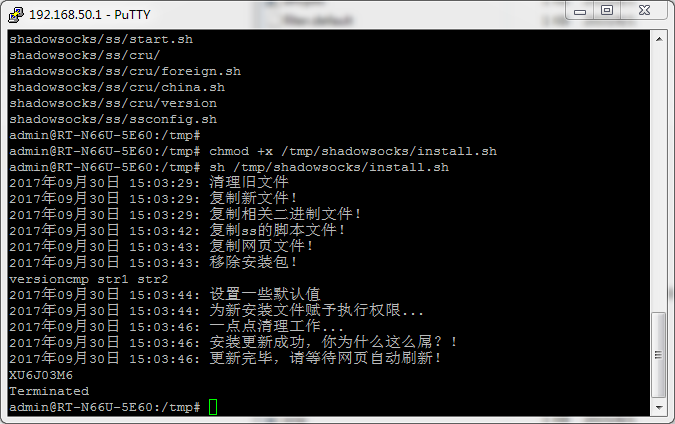 192.168.50.1 - PuTTY
shadowsocks/ss/start.sh
shadowsocks/ss/cru/
shadowsocks/ss/cru/foreign.sh
shadowsocks/ss/cru/china.sh
shadowsocks/ss/cru/version
shadowsocks/ss/ssconfig.sh
admin@RT-N66U-5E60:/tmp#
admin@RT-N66U-5E60:/tmp# chmod +x /tmp/shadowsocks/install.sh
admin@RT-N66U-5E60:/tmp# sh /tmp/shadowsocks/install.sh
2017年09月30日 15:03:29: 清理旧文件
2017年09月30日 15:03:29: 复制新文件！
2017年09月30日 15:03:29: 复制相关二进制文件！
2017年09月30日 15:03:42: 复制ss的脚本文件！
2017年09月30日 15:03:43: 复制网页文件！
2017年09月30日 15:03:43: 移除安装包！
versioncmp str1 str2
2017年09月30日 15:03:44: 设置一些默认值
2017年09月30日 15:03:44: 为新安装文件赋予执行权限...
2017年09月30日 15:03:46: 一点点清理工作...
2017年09月30日 15:03:46: 安装更新成功，你为什么这么屌？！
2017年09月30日 15:03:46: 更新完毕，请等待网页自动刷新！
XU6J03M6
Terminated
admin@RT-N66U-5E60:/tmp#